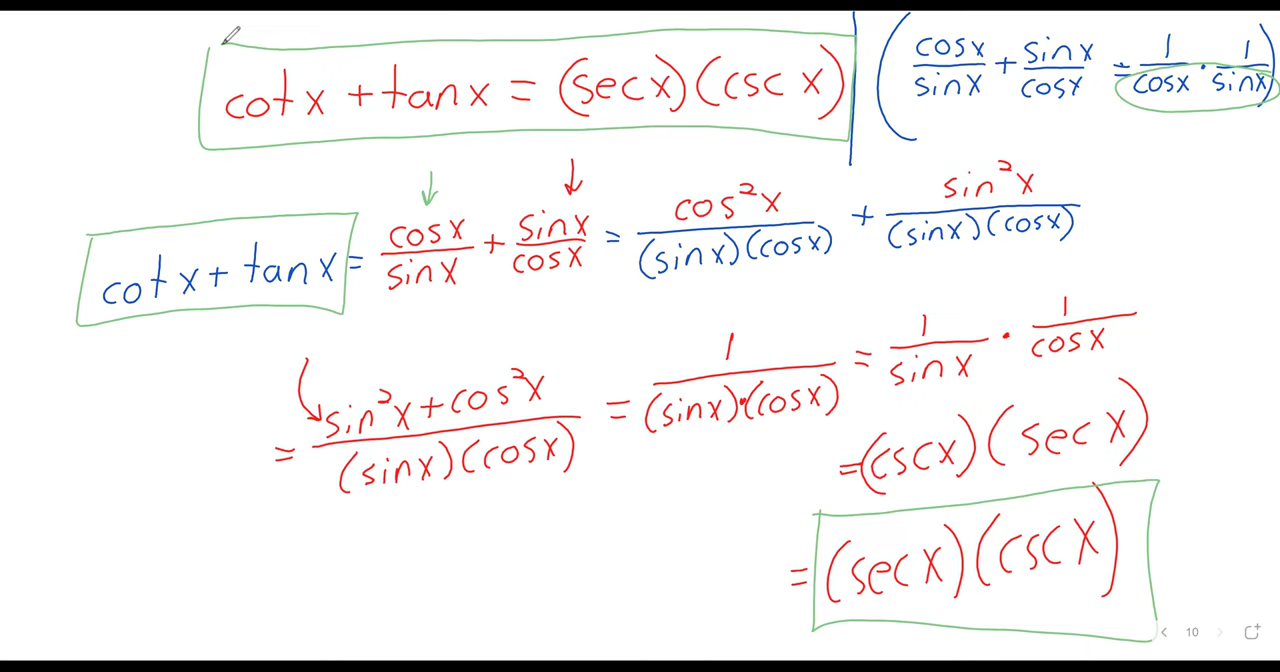 cot x + tan x = (sec x)(csc x)
( cos x / sin x + sin x / cos x = 1 / cos x · 1 / sin x )
cot x + tan x = cos x / sin x + sin x / cos x = cos²x / (sin x)(cos x) + sin²x / (sin x)(cos x)
= sin²x + cos²x / (sin x)(cos x) = 1 / (sin x)·(cos x) = 1 / sin x · 1 / cos x
= (csc x)(sec x)
= (sec x)(csc x)
< 10 >